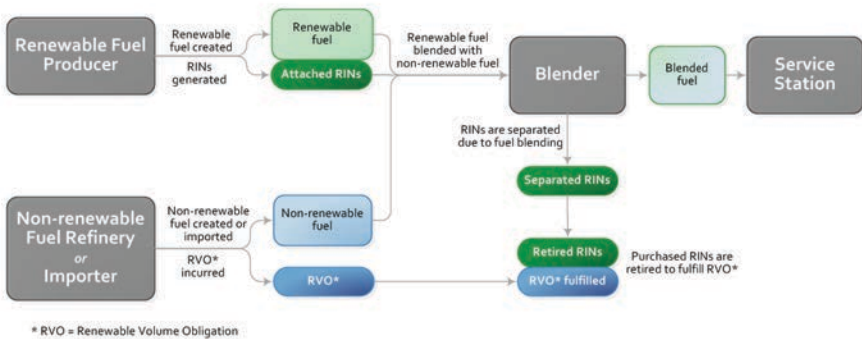 Renewable Fuel
Producer
Renewable
fuel created
RINs
generated
Renewable
fuel
Attached RINs
Renewable fuel
blended with
non-renewable fuel
Blender
Blended
fuel
Service
Station
RINs are separated
due to fuel blending
Separated RINs
Non-renewable
Fuel Refinery
or
Importer
Non-renewable
fuel created or
imported
RVO*
incurred
Non-renewable
fuel
RVO*
Retired RINs
RVO* fulfilled
Purchased RINs are
retired to fulfill RVO*
* RVO = Renewable Volume Obligation